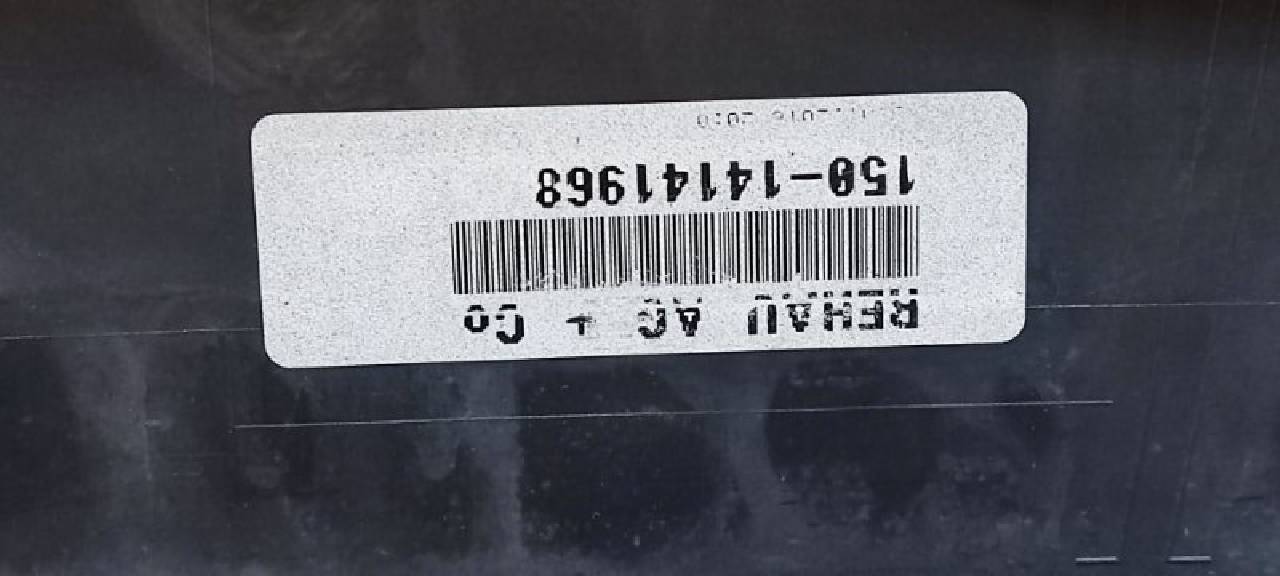 REHAU AG + Co
150-14141968